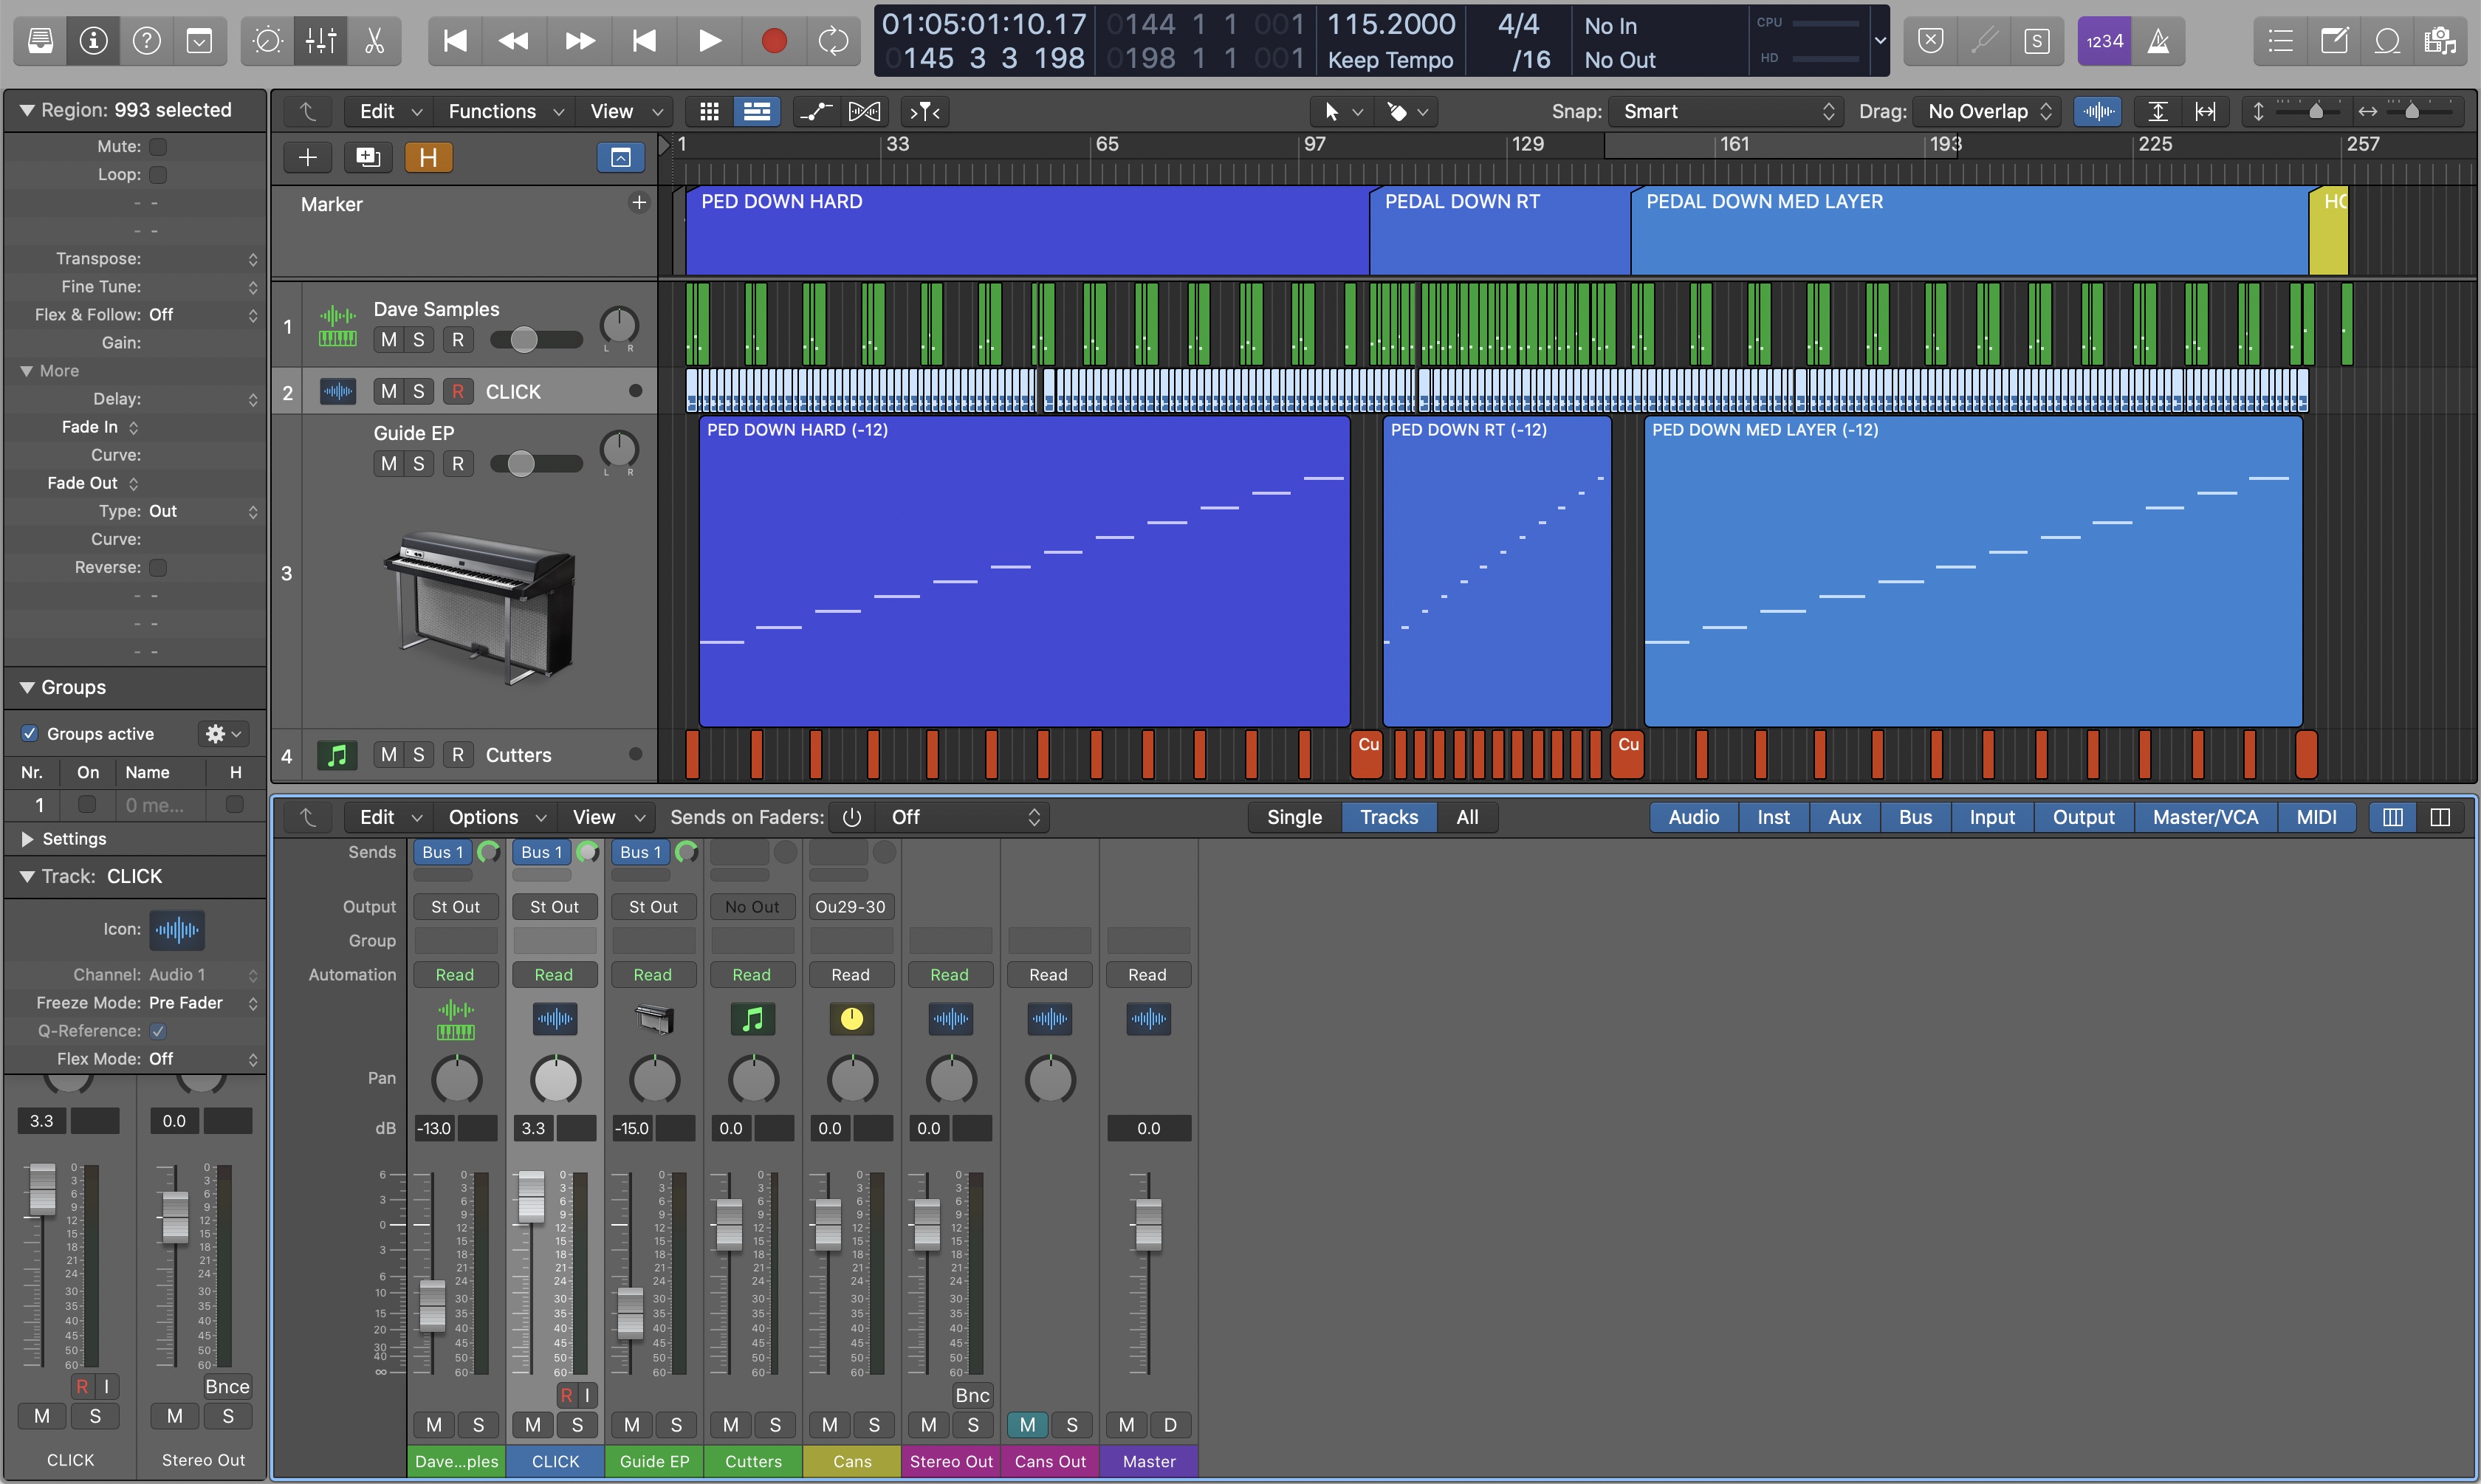 01:05:01:10.17 0144 1 1 001 115.2000 4/4 No In CPU
0145 3 3 198 0198 1 1 001 Keep Tempo /16 No Out HD
S 1234
Region: 993 selected
Mute:
Loop:
- -
- -
Transpose:
Fine Tune:
Flex & Follow: Off
Gain:
More
Delay:
Fade In
Curve:
Fade Out
Type: Out
Curve:
Reverse:
- -
- -
- -
Groups
Groups active
Nr. On Name H
1 0 me...
Settings
Track: CLICK
Icon:
Channel: Audio 1
Freeze Mode: Pre Fader
Q-Reference:
Flex Mode: Off
3.3 0.0
R I Bnce
M S M S
CLICK Stereo Out
Edit Functions View Snap: Smart Drag: No Overlap
H 1 33 65 97 129 161 193 225 257
Marker
PED DOWN HARD PEDAL DOWN RT PEDAL DOWN MED LAYER HO
1 Dave Samples
M S R L R
2 M S R CLICK
3 Guide EP
M S R L R
PED DOWN HARD (-12) PED DOWN RT (-12) PED DOWN MED LAYER (-12)
4 M S R Cutters
Cu Cu
Edit Options View Sends on Faders: Off Single Tracks All Audio Inst Aux Bus Input Output Master/VCA MIDI
Sends Bus 1 Bus 1 Bus 1
Output St Out St Out St Out No Out Ou29-30
Group
Automation Read Read Read Read Read Read Read Read
Pan
dB -13.0 3.3 -15.0 0.0 0.0 0.0 0.0
R I Bnc
M S M S M S M S M S M S M S M D
Dave...ples CLICK Guide EP Cutters Cans Stereo Out Cans Out Master